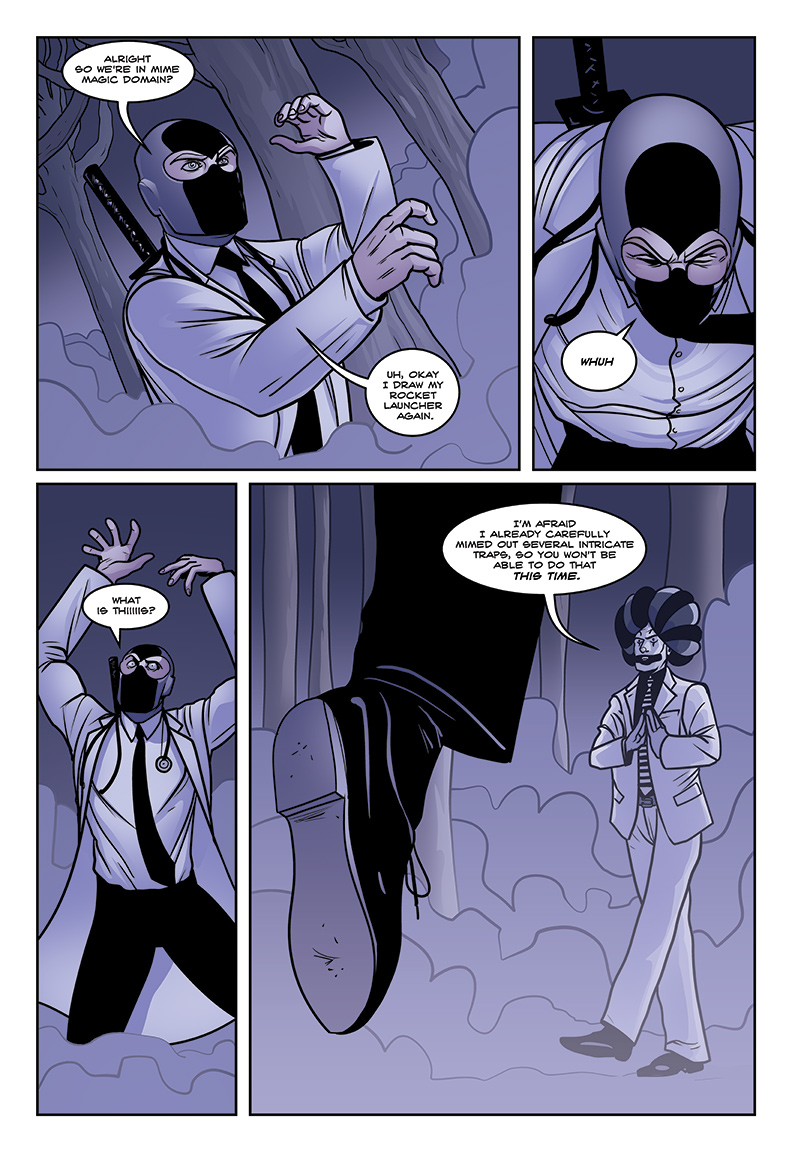 ALRIGHT
SO WE'RE IN MIME
MAGIC DOMAIN?
UH, OKAY
I DRAW MY
ROCKET
LAUNCHER
AGAIN.
WHUH
WHAT
IS THIIIIIS?
I'M AFRAID
I ALREADY CAREFULLY
MIMED OUT SEVERAL INTRICATE
TRAPS, SO YOU WON'T BE
ABLE TO DO THAT
THIS TIME.